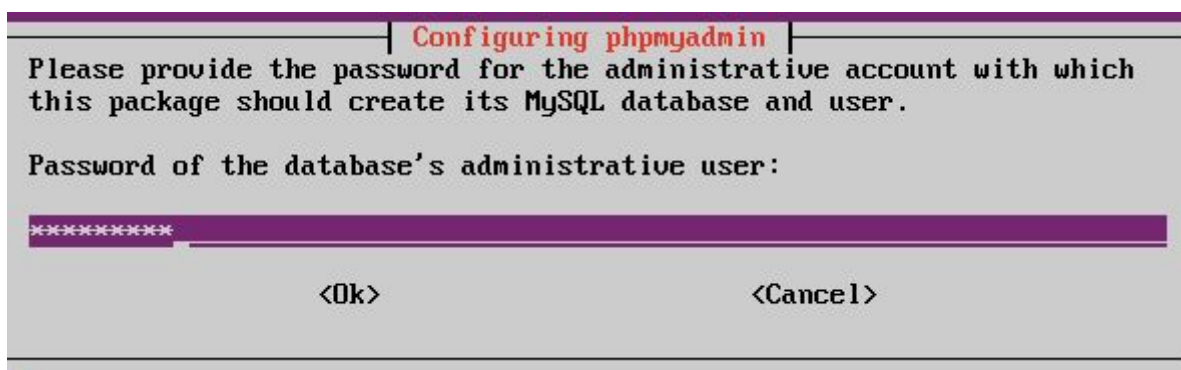 Configuring phpmyadmin
Please provide the password for the administrative account with which
this package should create its MySQL database and user.
Password of the database's administrative user:
*********
<Ok> <Cancel>